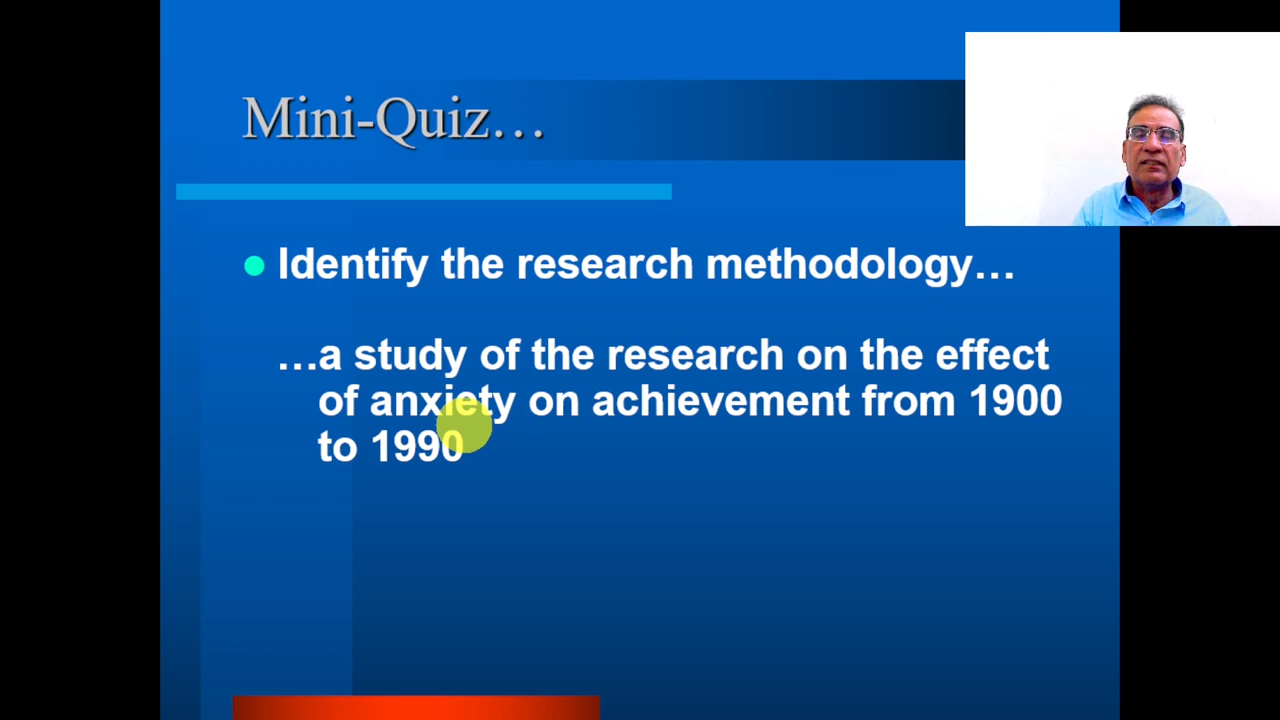 Mini-Quiz…
Identify the research methodology…
…a study of the research on the effect
of anxiety on achievement from 1900
to 1990